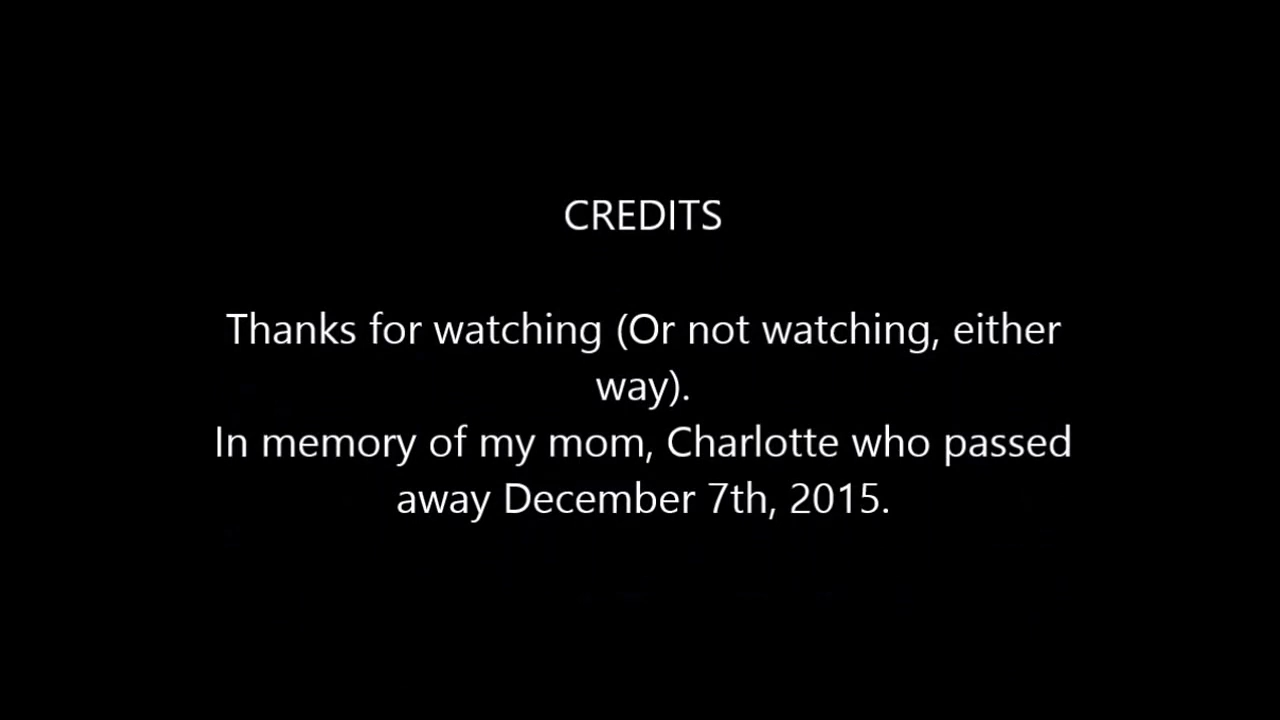 CREDITS
Thanks for watching (Or not watching, either
way).
In memory of my mom, Charlotte who passed
away December 7th, 2015.